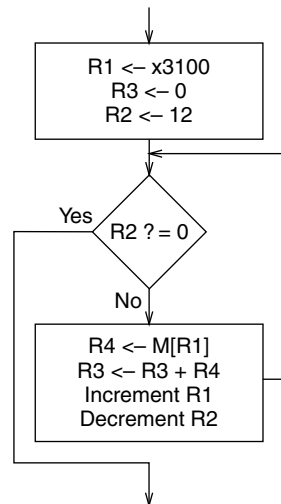 R1 <– x3100
R3 <– 0
R2 <– 12
Yes
R2 ? = 0
No
R4 <– M[R1]
R3 <– R3 + R4
Increment R1
Decrement R2